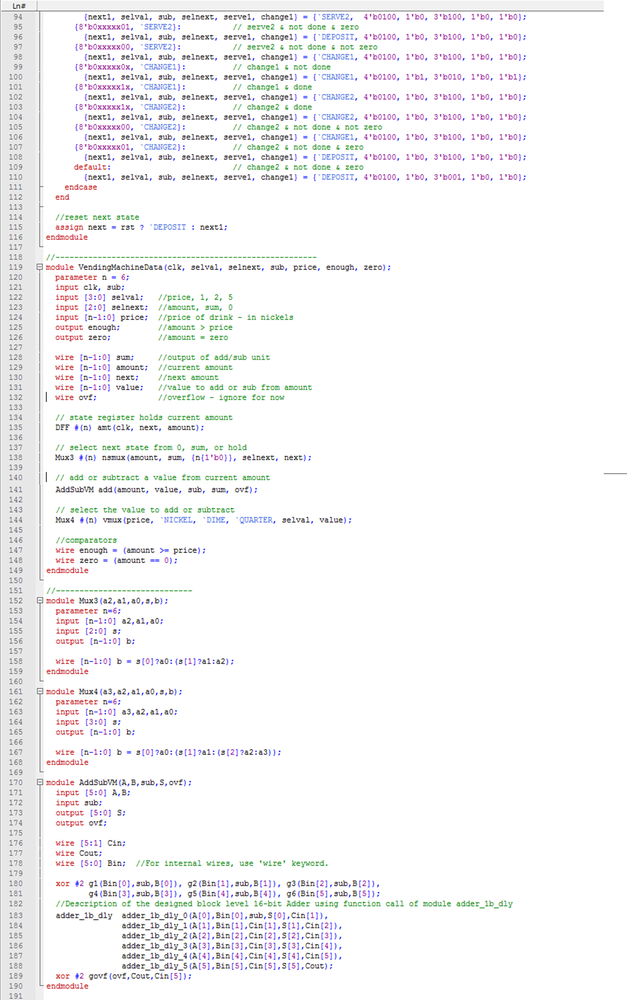 Ln#
94 {next1, selval, sub, selnext, serve1, change1} = {`SERVE2, 4'b0100, 1'b0, 3'b100, 1'b0, 1'b0};
95 {8'b0xxxxx01, `SERVE2}: // serve2 & not done & zero
96 {next1, selval, sub, selnext, serve1, change1} = {`DEPOSIT, 4'b0100, 1'b0, 3'b100, 1'b0, 1'b0};
97 {8'b0xxxxx00, `SERVE2}: // serve2 & not done & not zero
98 {next1, selval, sub, selnext, serve1, change1} = {`CHANGE1, 4'b0100, 1'b0, 3'b100, 1'b0, 1'b0};
99 {8'b0xxxxx0x, `CHANGE1}: // change1 & not done
100 {next1, selval, sub, selnext, serve1, change1} = {`CHANGE1, 4'b0100, 1'b1, 3'b010, 1'b0, 1'b1};
101 {8'b0xxxxx1x, `CHANGE1}: // change1 & done
102 {next1, selval, sub, selnext, serve1, change1} = {`CHANGE2, 4'b0100, 1'b0, 3'b100, 1'b0, 1'b0};
103 {8'b0xxxxx1x, `CHANGE2}: // change2 & done
104 {next1, selval, sub, selnext, serve1, change1} = {`CHANGE2, 4'b0100, 1'b0, 3'b100, 1'b0, 1'b0};
105 {8'b0xxxxx00, `CHANGE2}: // change2 & not done & not zero
106 {next1, selval, sub, selnext, serve1, change1} = {`CHANGE1, 4'b0100, 1'b0, 3'b100, 1'b0, 1'b0};
107 {8'b0xxxxx01, `CHANGE2}: // change2 & not done & zero
108 {next1, selval, sub, selnext, serve1, change1} = {`DEPOSIT, 4'b0100, 1'b0, 3'b100, 1'b0, 1'b0};
109 default: // change2 & not done & zero
110 {next1, selval, sub, selnext, serve1, change1} = {`DEPOSIT, 4'b0100, 1'b0, 3'b001, 1'b0, 1'b0};
111 endcase
112 end
113
114 //reset next state
115 assign next = rst ? `DEPOSIT : next1;
116 endmodule
117
118 //--------------------------------------------------------
119 module VendingMachineData(clk, selval, selnext, sub, price, enough, zero);
120 parameter n = 6;
121 input clk, sub;
122 input [3:0] selval; //price, 1, 2, 5
123 input [2:0] selnext; //amount, sum, 0
124 input [n-1:0] price; //price of drink - in nickels
125 output enough; //amount > price
126 output zero; //amount = zero
127
128 wire [n-1:0] sum; //output of add/sub unit
129 wire [n-1:0] amount; //current amount
130 wire [n-1:0] next; //next amount
131 wire [n-1:0] value; //value to add or sub from amount
132 wire ovf; //overflow - ignore for now
133
134 // state register holds current amount
135 DFF #(n) amt(clk, next, amount);
136
137 // select next state from 0, sum, or hold
138 Mux3 #(n) nsmux(amount, sum, {n{1'b0}}, selnext, next);
139
140 // add or subtract a value from current amount
141 AddSubVM add(amount, value, sub, sum, ovf);
142
143 // select the value to add or subtract
144 Mux4 #(n) vmux(price, `NICKEL, `DIME, `QUARTER, selval, value);
145
146 //comparators
147 wire enough = (amount >= price);
148 wire zero = (amount == 0);
149 endmodule
150
151 //-----------------------------
152 module Mux3(a2,a1,a0,s,b);
153 parameter n=6;
154 input [n-1:0] a2,a1,a0;
155 input [2:0] s;
156 output [n-1:0] b;
157
158 wire [n-1:0] b = s[0]?a0:(s[1]?a1:a2);
159 endmodule
160
161 module Mux4(a3,a2,a1,a0,s,b);
162 parameter n=6;
163 input [n-1:0] a3,a2,a1,a0;
164 input [3:0] s;
165 output [n-1:0] b;
166
167 wire [n-1:0] b = s[0]?a0:(s[1]?a1:(s[2]?a2:a3));
168 endmodule
169
170 module AddSubVM(A,B,sub,S,ovf);
171 input [5:0] A,B;
172 input sub;
173 output [5:0] S;
174 output ovf;
175
176 wire [5:1] Cin;
177 wire Cout;
178 wire [5:0] Bin; //For internal wires, use 'wire' keyword.
179
180 xor #2 g1(Bin[0],sub,B[0]), g2(Bin[1],sub,B[1]), g3(Bin[2],sub,B[2]),
181 g4(Bin[3],sub,B[3]), g5(Bin[4],sub,B[4]), g6(Bin[5],sub,B[5]);
182 //Description of the designed block level 16-bit Adder using function call of module adder_1b_dly
183 adder_1b_dly adder_1b_dly_0(A[0],Bin[0],sub,S[0],Cin[1]),
184 adder_1b_dly_1(A[1],Bin[1],Cin[1],S[1],Cin[2]),
185 adder_1b_dly_2(A[2],Bin[2],Cin[2],S[2],Cin[3]),
186 adder_1b_dly_3(A[3],Bin[3],Cin[3],S[3],Cin[4]),
187 adder_1b_dly_4(A[4],Bin[4],Cin[4],S[4],Cin[5]),
188 adder_1b_dly_5(A[5],Bin[5],Cin[5],S[5],Cout);
189 xor #2 govf(ovf,Cout,Cin[5]);
190 endmodule
191